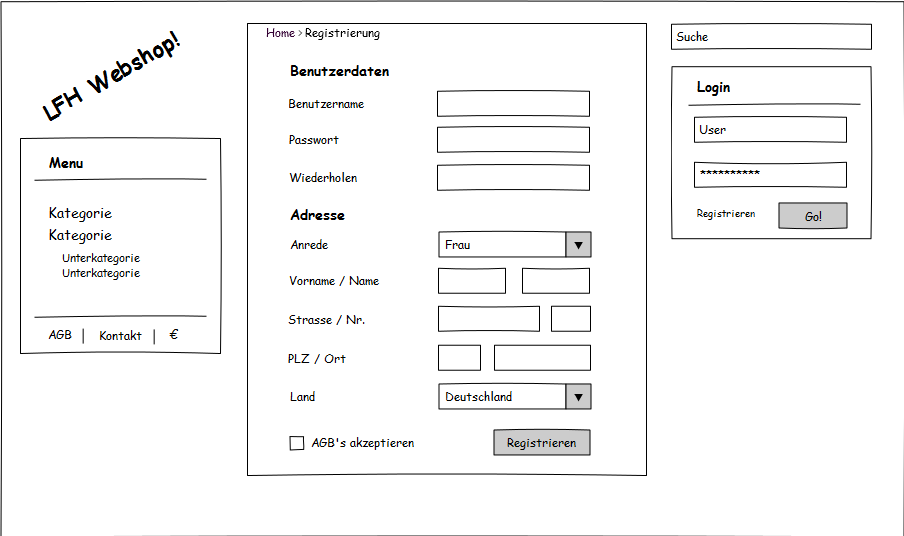 LFH Webshop!
Menu
Kategorie
Kategorie
Unterkategorie
Unterkategorie
AGB | Kontakt | €
Home > Registrierung
Benutzerdaten
Benutzername
Passwort
Wiederholen
Adresse
Anrede Frau ▼
Vorname / Name
Strasse / Nr.
PLZ / Ort
Land Deutschland ▼
AGB's akzeptieren Registrieren
Suche
Login
User
**********
Registrieren Go!